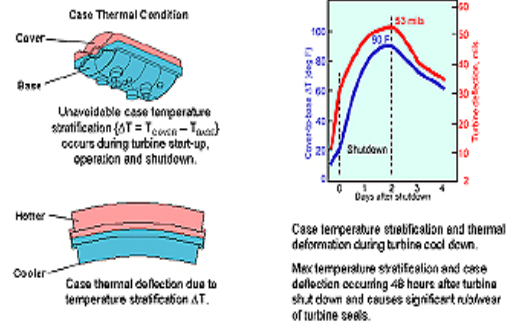 Case Thermal Condition
Cover
Base
Unavoidable case temperature
stratification {ΔT = T_COVER – T_BASE}
occurs during turbine start-up,
operation and shutdown.
Hotter
Cooler
Case thermal deflection due to
temperature stratification ΔT.
Cover-to-base ΔT (deg F)
100
80
60
40
20
0
53 mils
90 F
Shutdown
0 1 2 3 4
Days after shutdown
60
50
40
30
20
10
2
Turbine deflection, mils
Case temperature stratification and thermal
deformation during turbine cool down.
Max temperature stratification and case
deflection occurring 48 hours after turbine
shut down and causes significant rub/wear
of turbine seals.